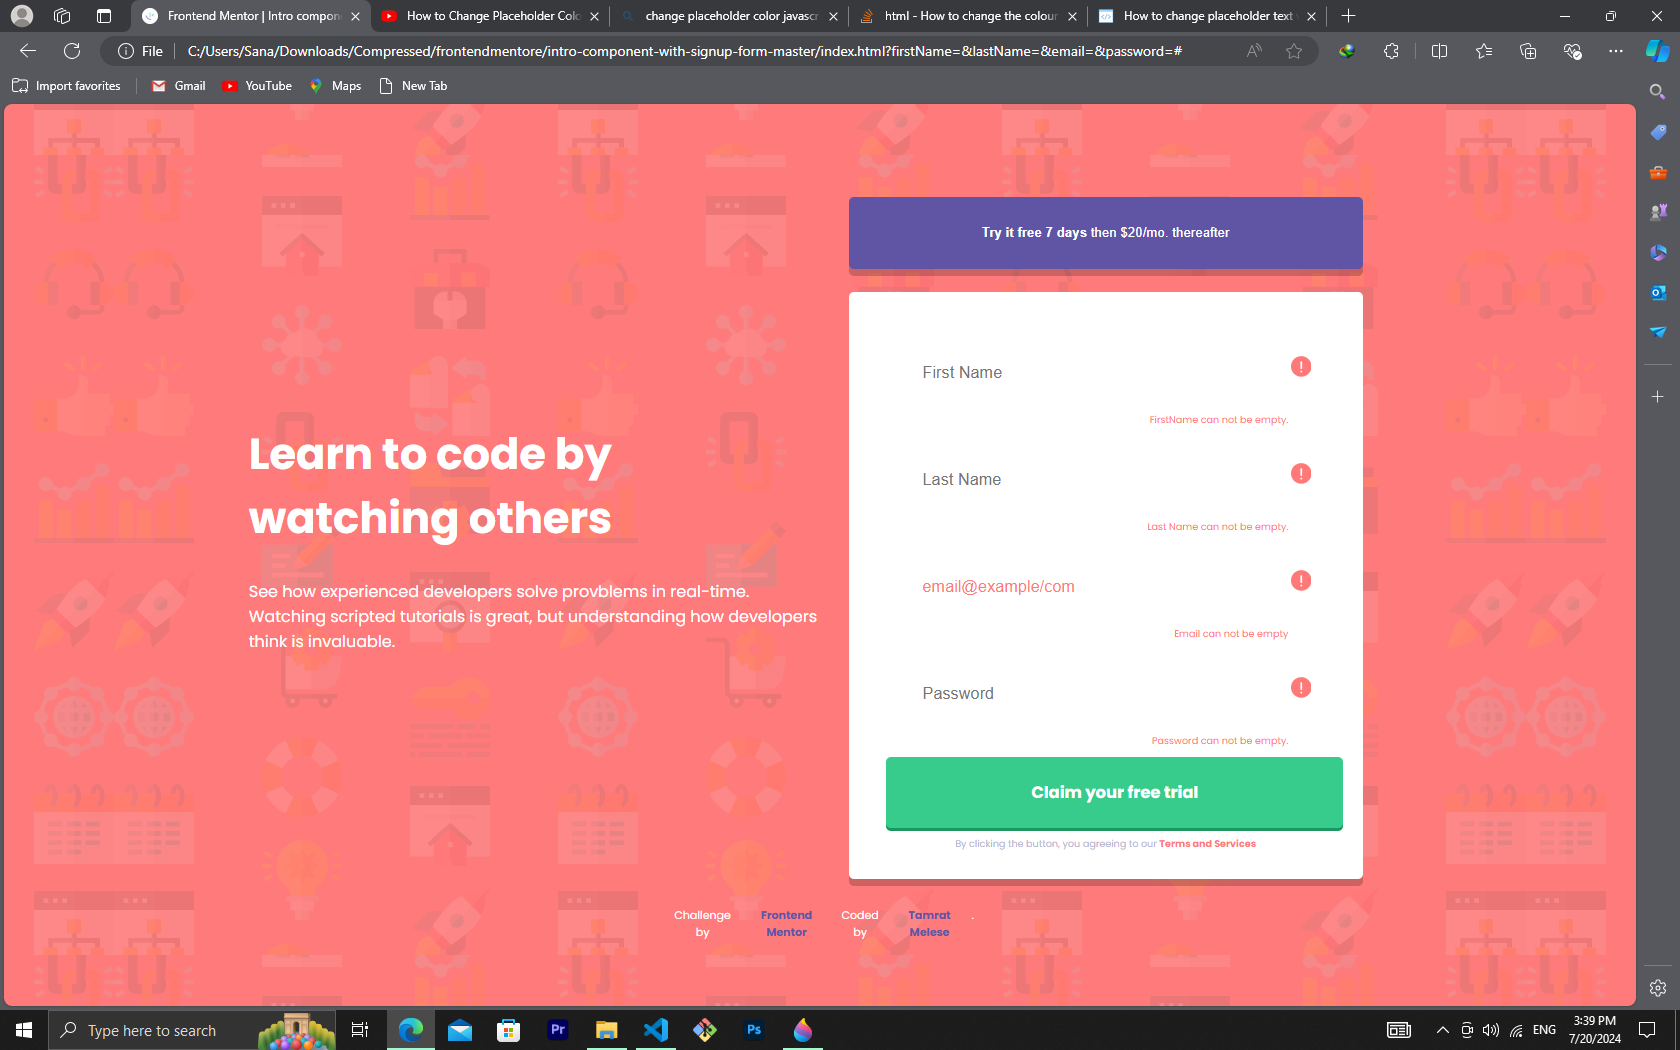 Frontend Mentor | Intro compone
How to Change Placeholder Colo
change placeholder color javascr
html - How to change the colour
How to change placeholder text
File
C:/Users/Sana/Downloads/Compressed/frontendmentore/intro-component-with-signup-form-master/index.html?firstName=&lastName=&email=&password=#
Import favorites
Gmail
YouTube
Maps
New Tab
Try it free 7 days then $20/mo. thereafter
First Name
FirstName can not be empty.
Last Name
Last Name can not be empty.
email@example/com
Email can not be empty
Password
Password can not be empty.
Claim your free trial
By clicking the button, you agreeing to our Terms and Services
Learn to code by
watching others
See how experienced developers solve provblems in real-time.
Watching scripted tutorials is great, but understanding how developers
think is invaluable.
Challenge by Frontend Mentor Coded by Tamrat Melese .
Type here to search
Pr
Ps
ENG
3:39 PM
7/20/2024